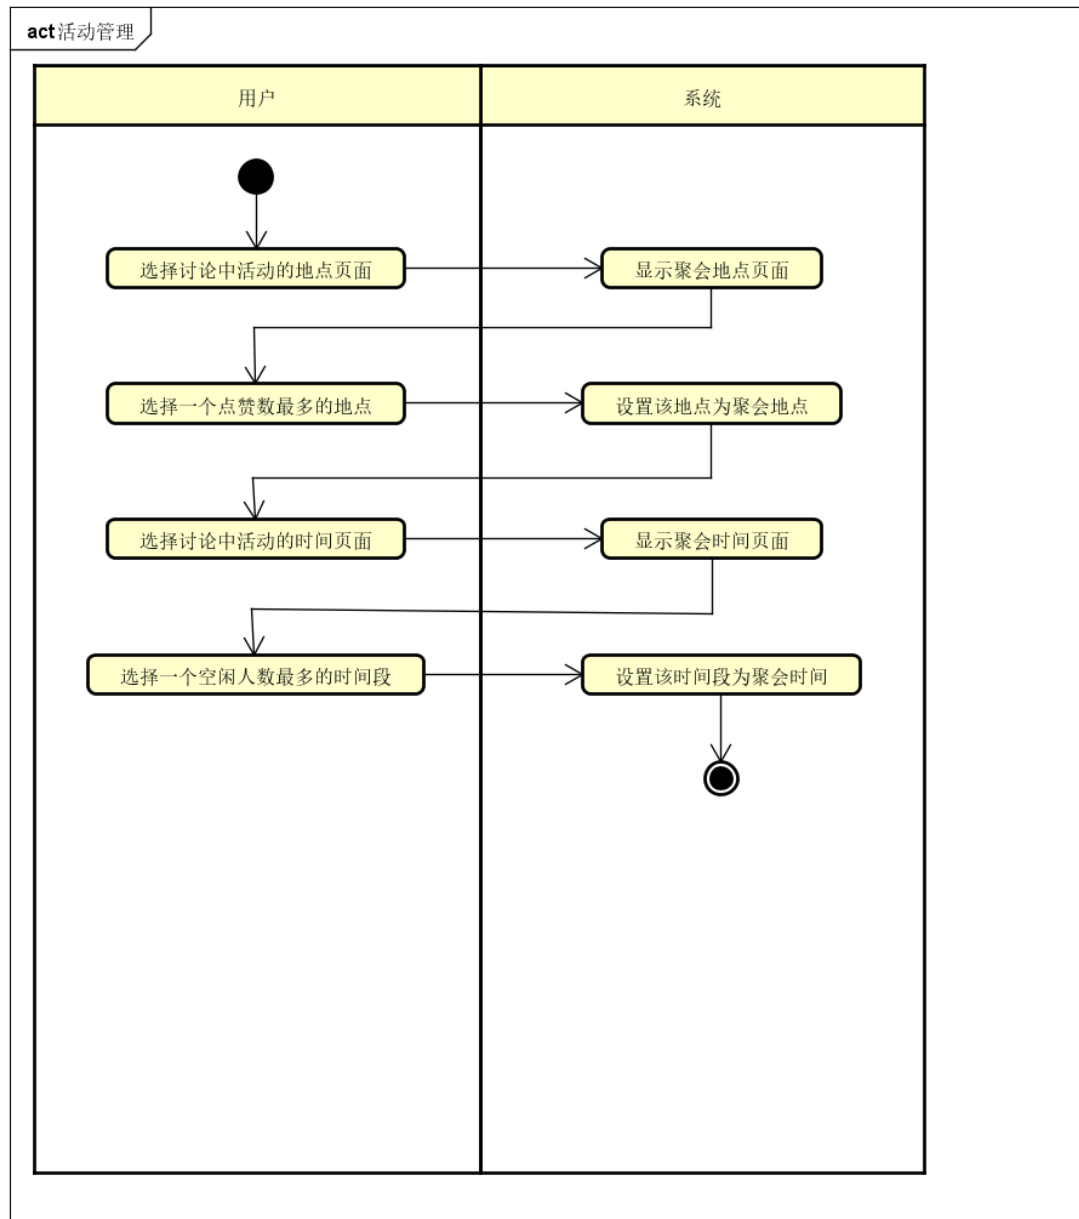 act 活动管理
用户
系统
选择讨论中活动的地点页面
显示聚会地点页面
选择一个点赞数最多的地点
设置该地点为聚会地点
选择讨论中活动的时间页面
显示聚会时间页面
选择一个空闲人数最多的时间段
设置该时间段为聚会时间